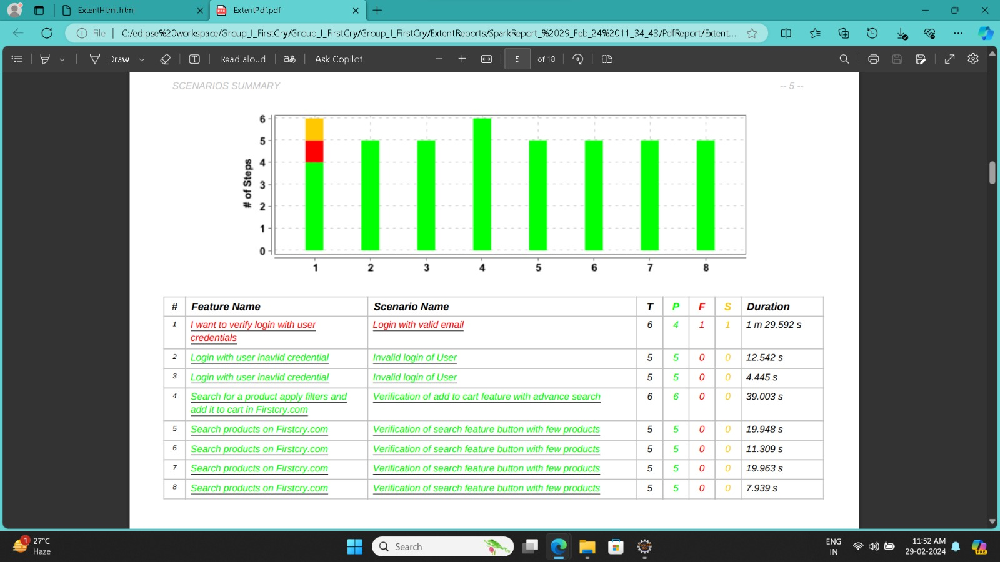 ExtentHtml.html
ExtentPdf.pdf
File
C:/edipse%20workspace/Group_I_FirstCry/Group_I_FirstCry/Group_I_FirstCry/ExtentReports/SparkReport_%2029_Feb_24%2011_34_43/PdfReport/Extent...
Draw
Read aloud
aあ
Ask Copilot
5 of 18
SCENARIOS SUMMARY
-- 5 --
# of Steps
6
5
4
3
2
1
0
1 2 3 4 5 6 7 8
# Feature Name Scenario Name T P F S Duration
1 I want to verify login with user Login with valid email 6 4 1 1 1 m 29.592 s
credentials
2 Login with user inavlid credential Invalid login of User 5 5 0 0 12.542 s
3 Login with user inavlid credential Invalid login of User 5 5 0 0 4.445 s
4 Search for a product apply filters and Verification of add to cart feature with advance search 6 6 0 0 39.003 s
add it to cart in Firstcry.com
5 Search products on Firstcry.com Verification of search feature button with few products 5 5 0 0 19.948 s
6 Search products on Firstcry.com Verification of search feature button with few products 5 5 0 0 11.309 s
7 Search products on Firstcry.com Verification of search feature button with few products 5 5 0 0 19.963 s
8 Search products on Firstcry.com Verification of search feature button with few products 5 5 0 0 7.939 s
1
27°C
Haze
Search
PRE
ENG
IN
11:52 AM
29-02-2024